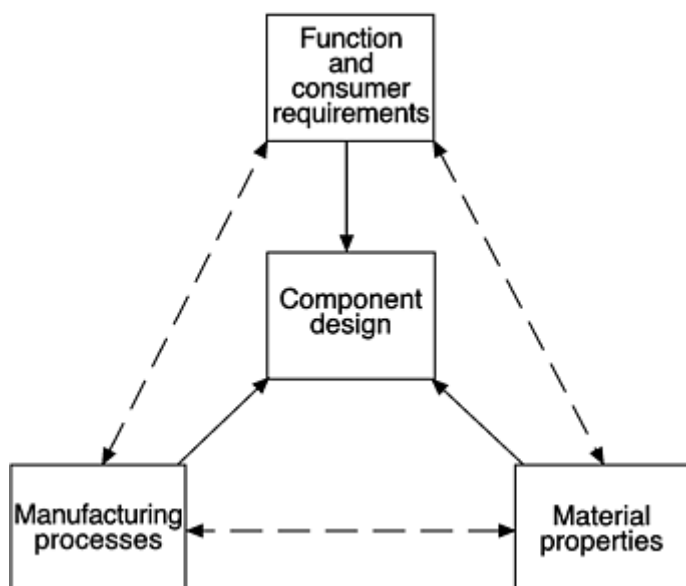 Function
and
consumer
requirements
Component
design
Manufacturing
processes
Material
properties